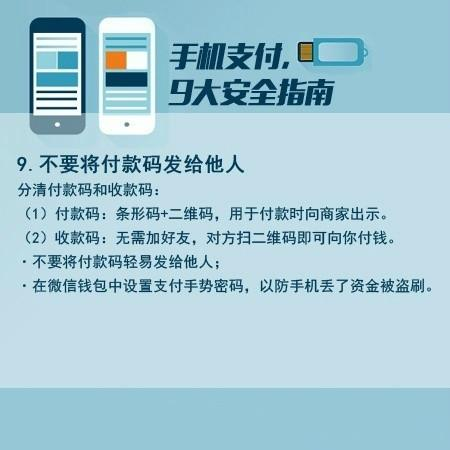 手机支付,
9大安全指南
9.不要将付款码发给他人
分清付款码和收款码：
（1）付款码：条形码+二维码，用于付款时向商家出示。
（2）收款码：无需加好友，对方扫二维码即可向你付钱。
·不要将付款码轻易发给他人；
·在微信钱包中设置支付手势密码，以防手机丢了资金被盗刷。